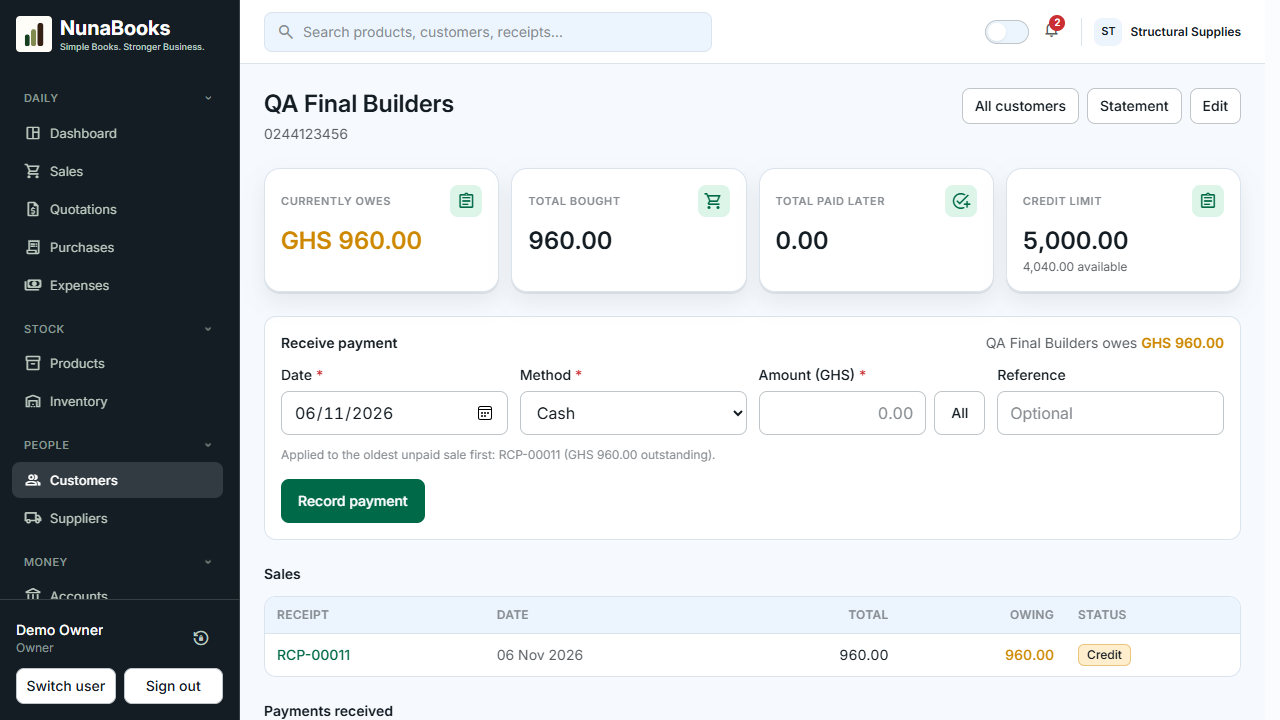 NunaBooks
Simple Books. Stronger Business.
Search products, customers, receipts...
2
ST
Structural Supplies
DAILY
Dashboard
Sales
Quotations
Purchases
Expenses
STOCK
Products
Inventory
PEOPLE
Customers
Suppliers
MONEY
Accounts
Demo Owner
Owner
Switch user
Sign out
QA Final Builders
0244123456
All customers
Statement
Edit
CURRENTLY OWES
GHS 960.00
TOTAL BOUGHT
960.00
TOTAL PAID LATER
0.00
CREDIT LIMIT
5,000.00
4,040.00 available
Receive payment
QA Final Builders owes GHS 960.00
Date *
Method *
Amount (GHS) *
Reference
06/11/2026
Cash
0.00
All
Optional
Applied to the oldest unpaid sale first: RCP-00011 (GHS 960.00 outstanding).
Record payment
Sales
RECEIPT DATE TOTAL OWING STATUS
RCP-00011 06 Nov 2026 960.00 960.00 Credit
Payments received